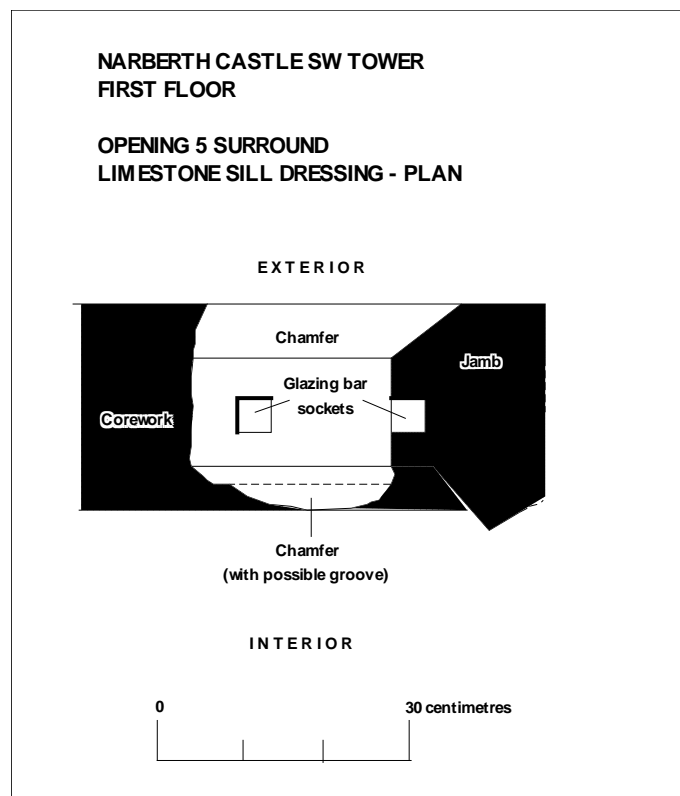 NARBERTH CASTLE SW TOWER
FIRST FLOOR
OPENING 5 SURROUND
LIMESTONE SILL DRESSING - PLAN
EXTERIOR
Chamfer
Jamb
Glazing bar
sockets
Corework
Chamfer
(with possible groove)
INTERIOR
0
30 centimetres